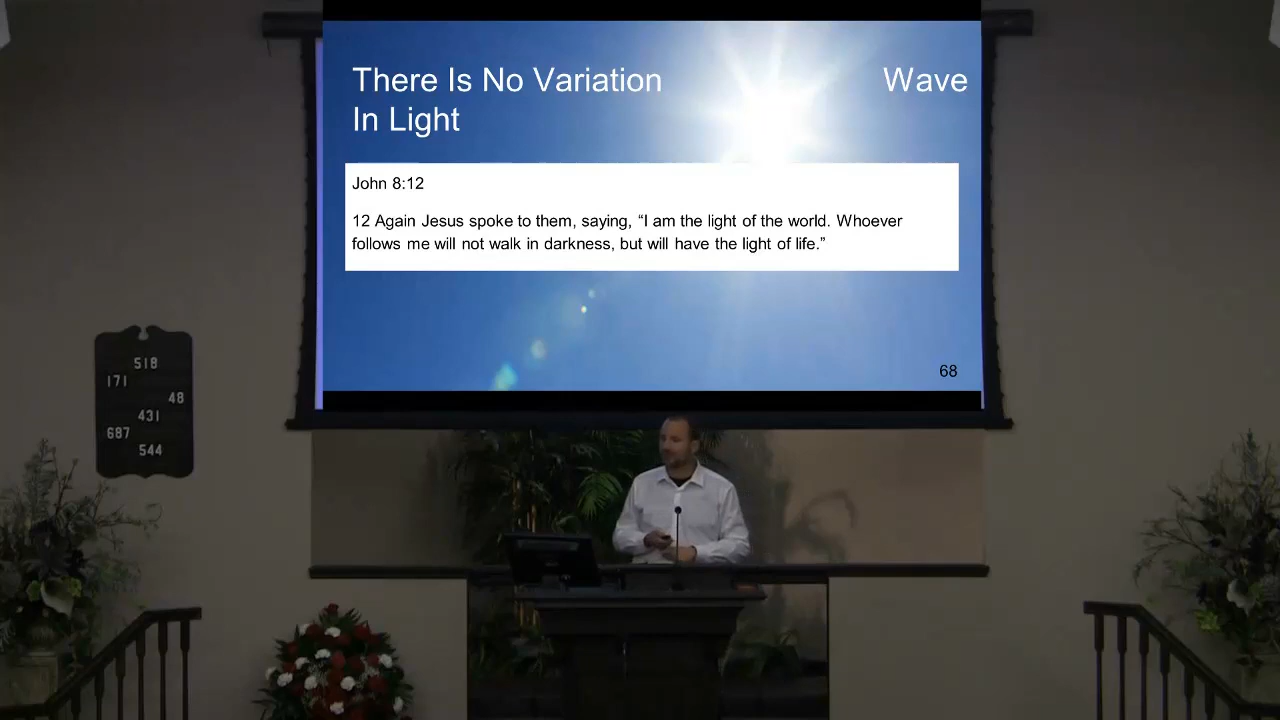 There Is No Variation
In Light
Wave
John 8:12
12 Again Jesus spoke to them, saying, “I am the light of the world. Whoever
follows me will not walk in darkness, but will have the light of life.”
68
518
171
48
431
687
544